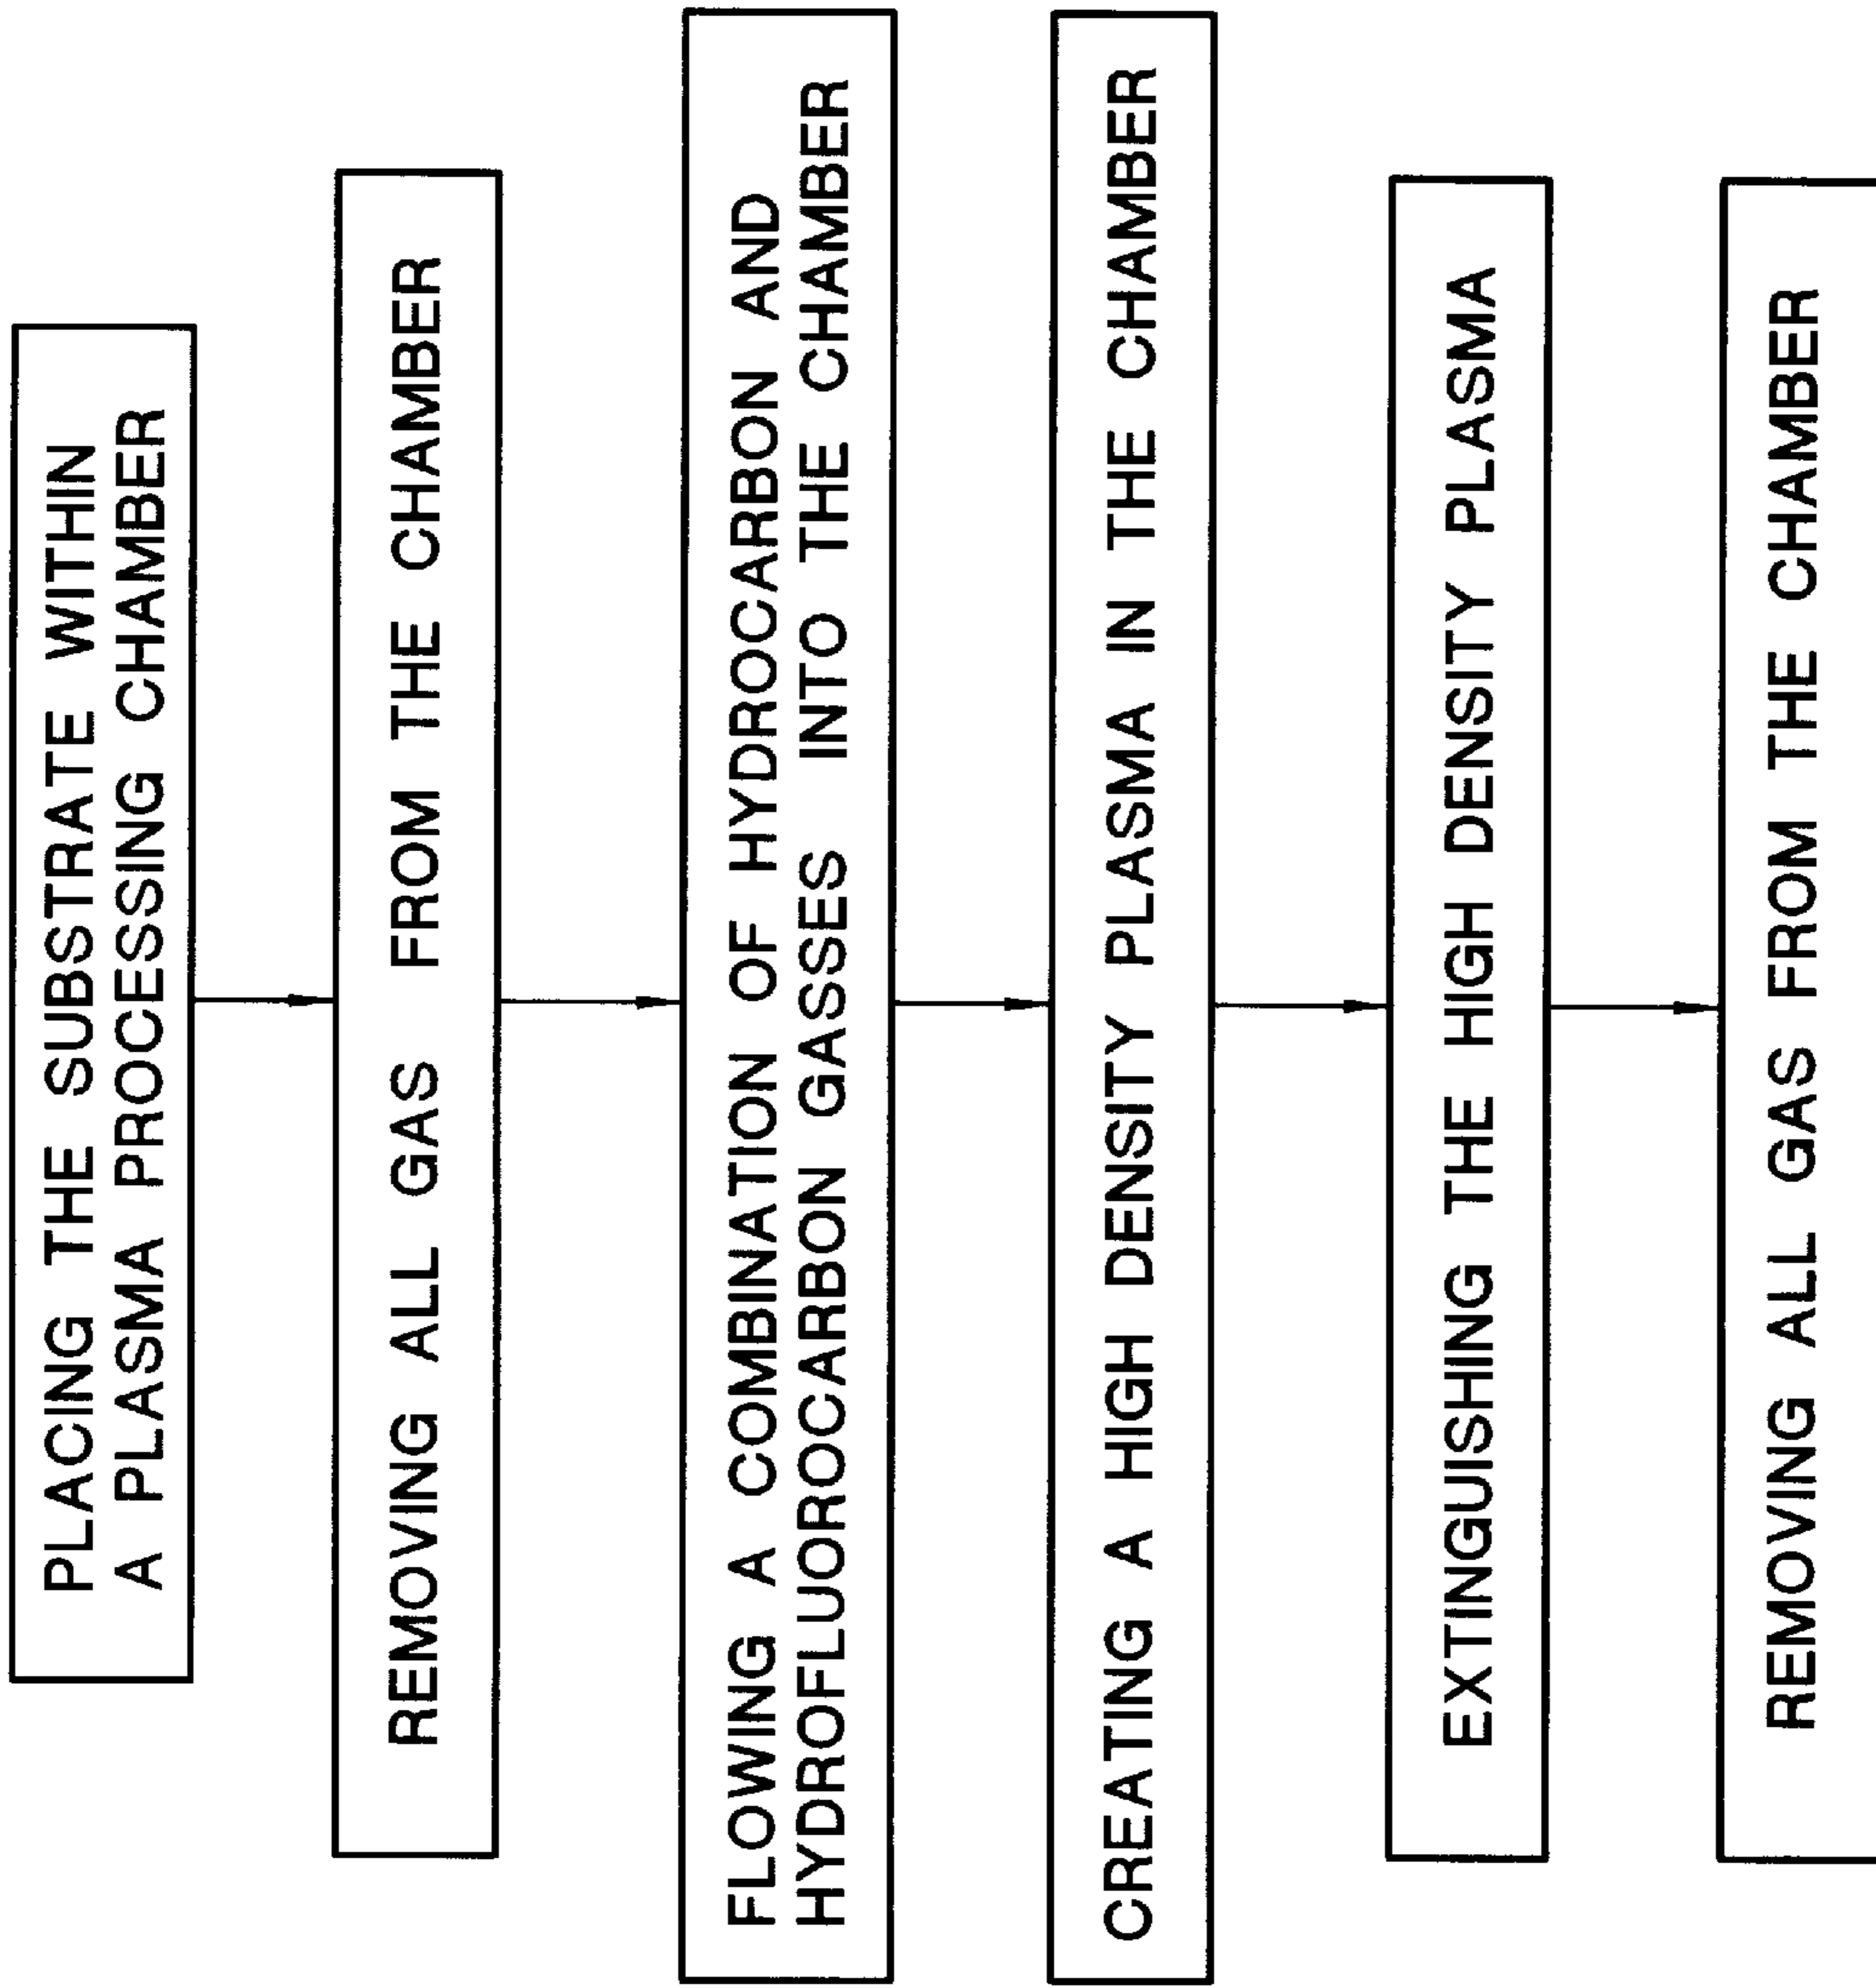 PLACING THE SUBSTRATE WITHIN
A PLASMA PROCESSING CHAMBER
REMOVING ALL GAS FROM THE CHAMBER
FLOWING A COMBINATION OF HYDROCARBON AND
HYDROFLUOROCARBON GASSES INTO THE CHAMBER
CREATING A HIGH DENSITY PLASMA IN THE CHAMBER
EXTINGUISHING THE HIGH DENSITY PLASMA
REMOVING ALL GAS FROM THE CHAMBER